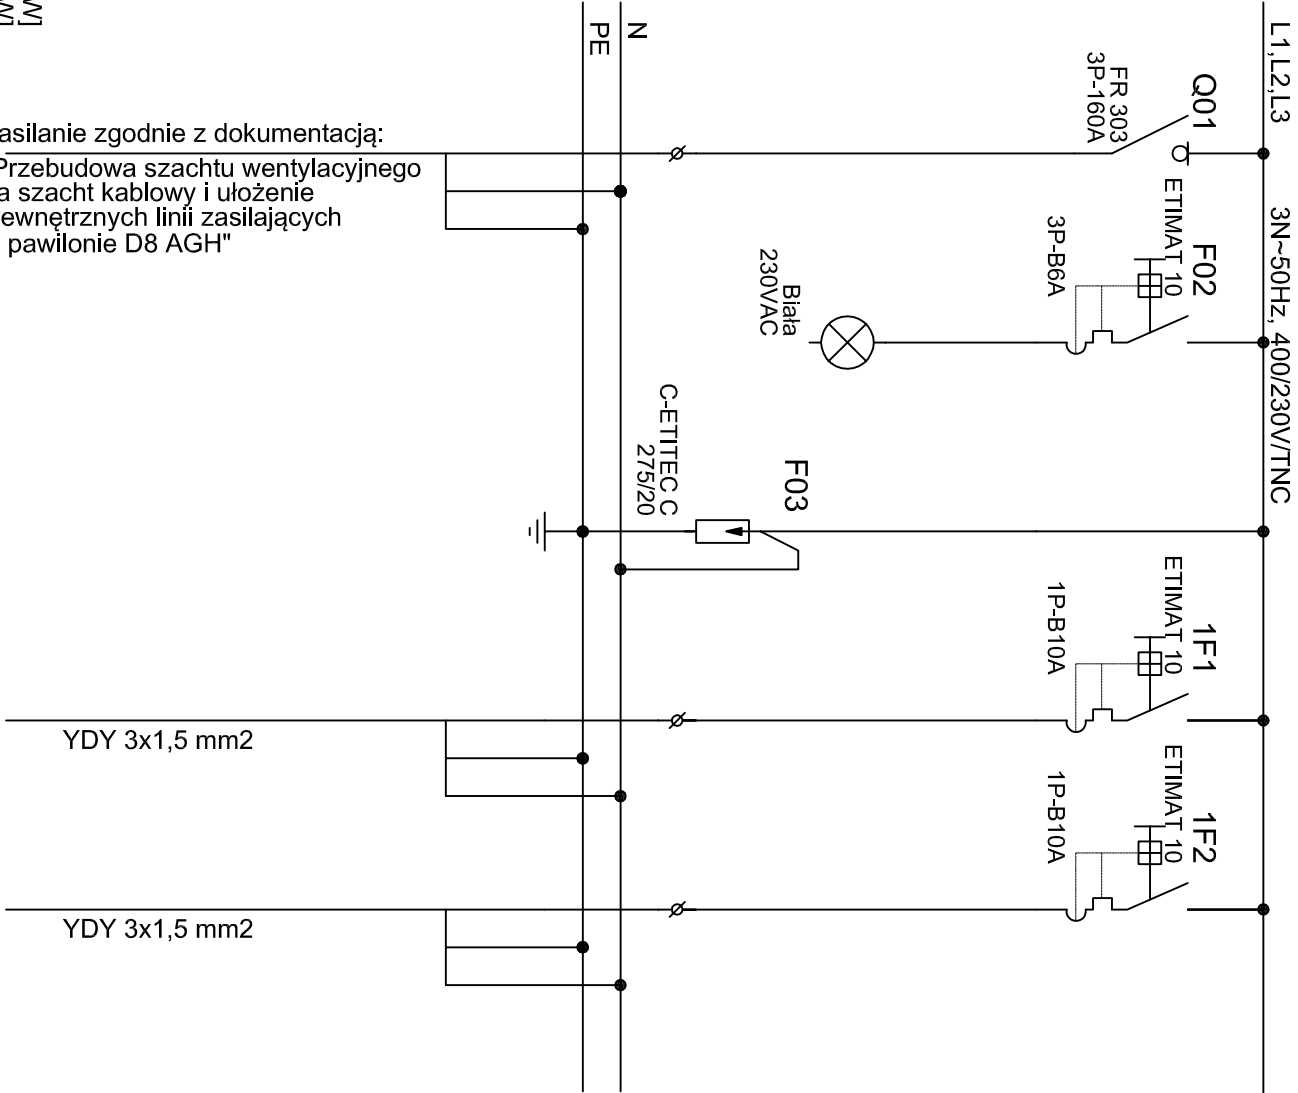 W]
W]
N
PE
L1,L2,L3
3N~50Hz, 400/230V/TNC
Q01
FR 303
3P-160A
asilanie zgodnie z dokumentacją:
Przebudowa szachtu wentylacyjnego
a szacht kablowy i ułożenie
ewnętrznych linii zasilających
pawilonie D8 AGH"
F02
ETIMAT 10
3P-B6A
Biała
230VAC
F03
C-ETITEC C
275/20
1F1
ETIMAT 10
1P-B10A
YDY 3x1,5 mm2
1F2
ETIMAT 10
1P-B10A
YDY 3x1,5 mm2